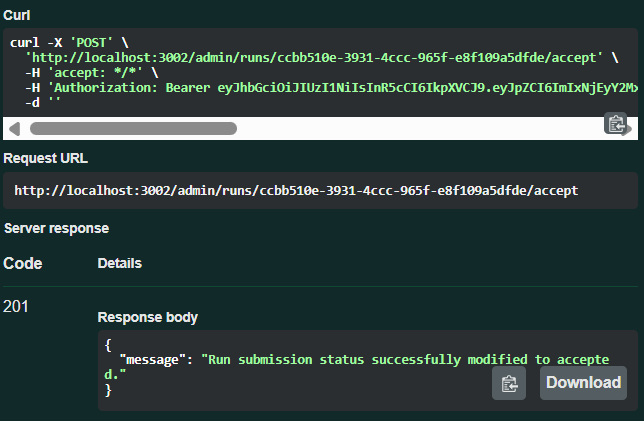 Curl
curl -X 'POST' \
'http://localhost:3002/admin/runs/ccbb510e-3931-4ccc-965f-e8f109a5dfde/accept' \
-H 'accept: */*' \
-H 'Authorization: Bearer eyJhbGciOiJIUzI1NiIsInR5cCI6IkpXVCJ9.eyJpZCI6ImIxNjEyY2Mx
-d ''
Request URL
http://localhost:3002/admin/runs/ccbb510e-3931-4ccc-965f-e8f109a5dfde/accept
Server response
Code Details
201
Response body
{
"message": "Run submission status successfully modified to accepte
d."
}
Download